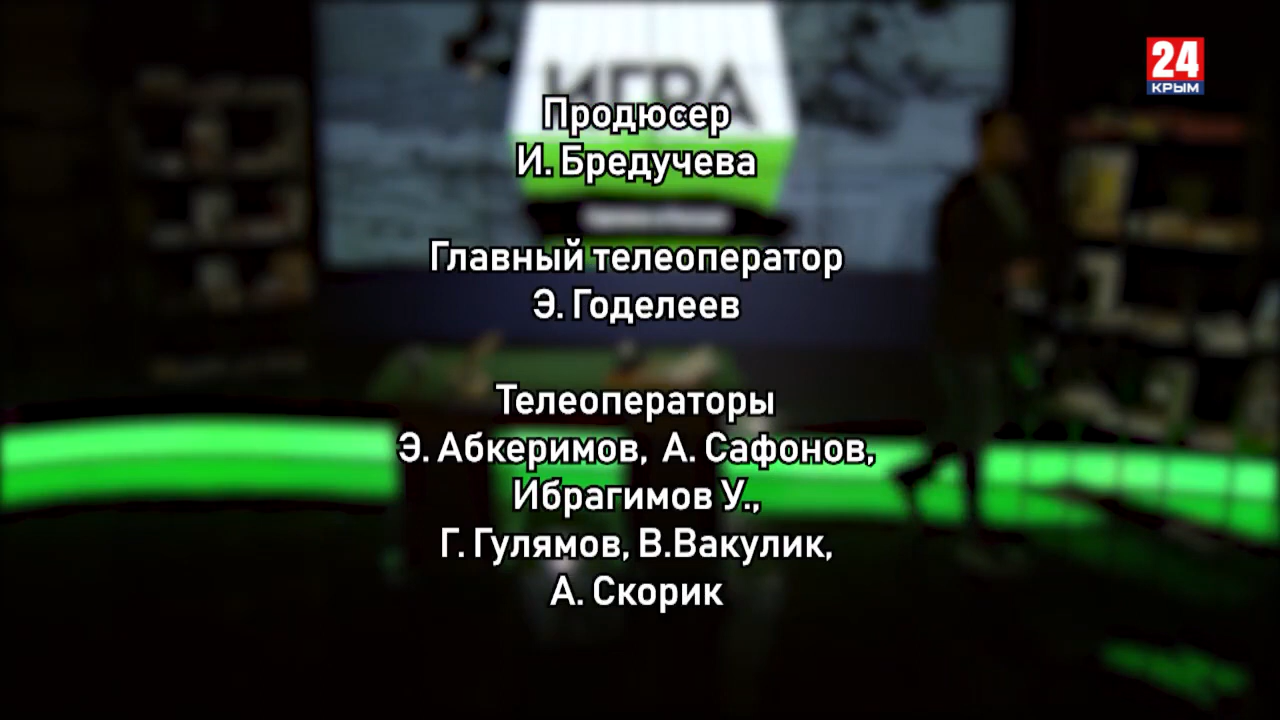 ИГРА
24
КРЫМ
Продюсер
И. Бредучева
Главный телеоператор
Э. Годелеев
Телеоператоры
Э. Абкеримов, А. Сафонов,
Ибрагимов У.,
Г. Гулямов, В.Вакулик,
А. Скорик